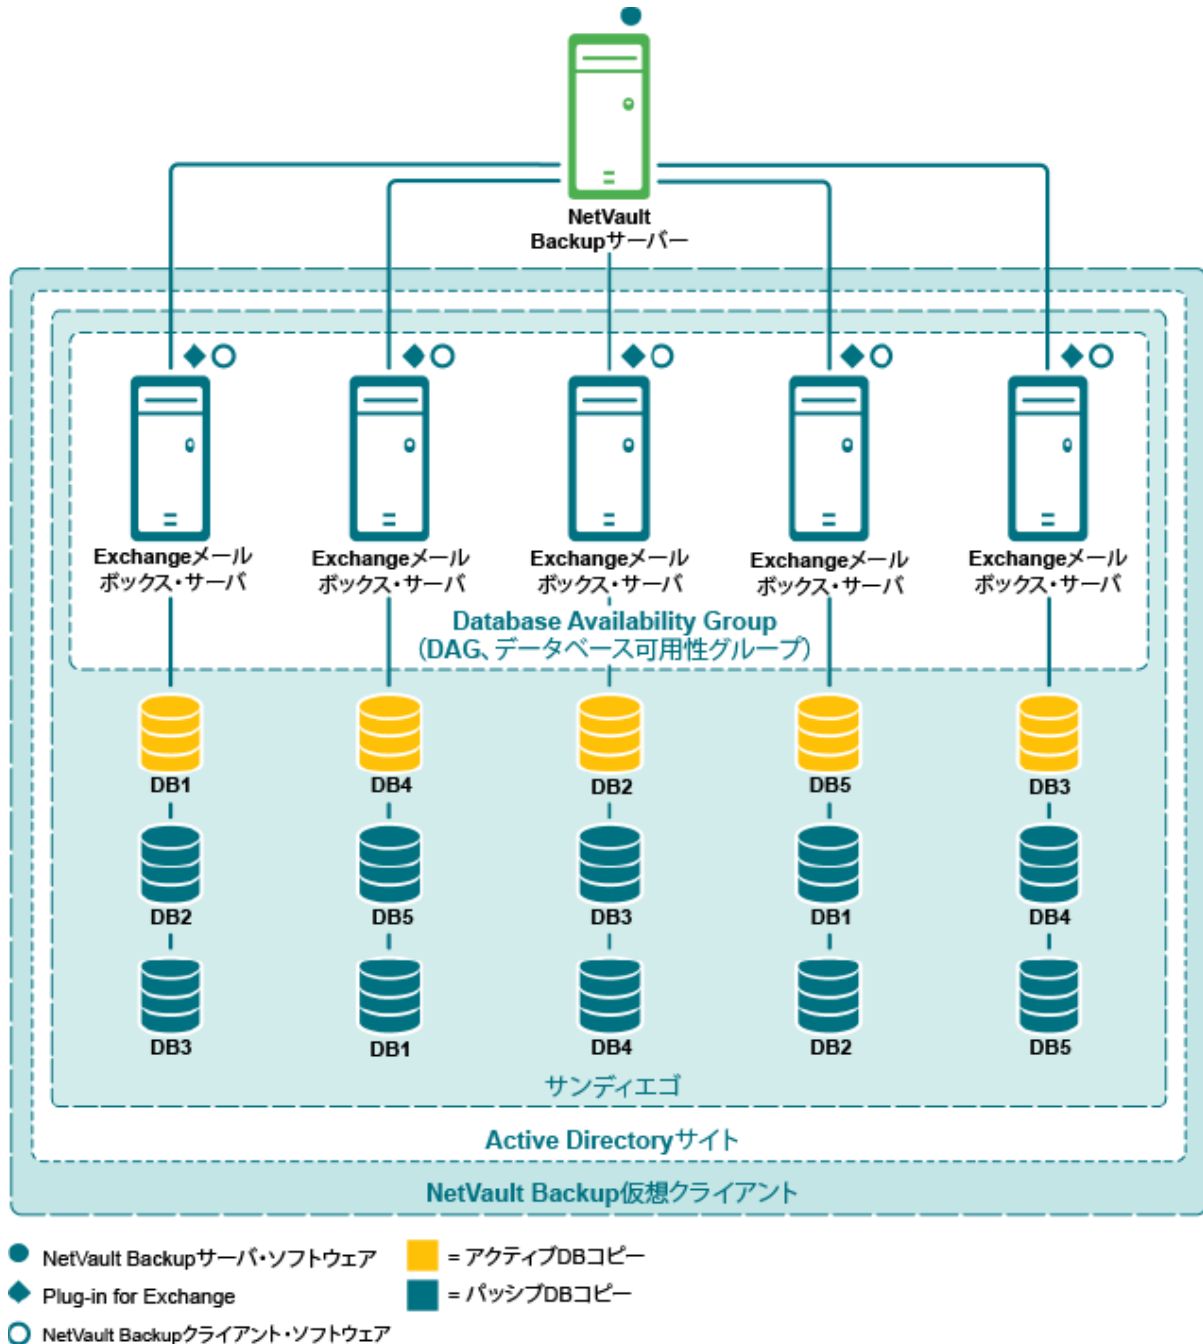 NetVault
Backupサーバー
Exchangeメール
ボックス・サーバ
Exchangeメール
ボックス・サーバ
Exchangeメール
ボックス・サーバ
Exchangeメール
ボックス・サーバ
Exchangeメール
ボックス・サーバ
Database Availability Group
(DAG、データベース可用性グループ)
DB1
DB4
DB2
DB5
DB3
DB2
DB5
DB3
DB1
DB4
DB3
DB1
DB4
DB2
DB5
サンディエゴ
Active Directoryサイト
NetVault Backup仮想クライアント
NetVault Backupサーバ・ソフトウェア
= アクティブDBコピー
Plug-in for Exchange
= パッシブDBコピー
NetVault Backupクライアント・ソフトウェア